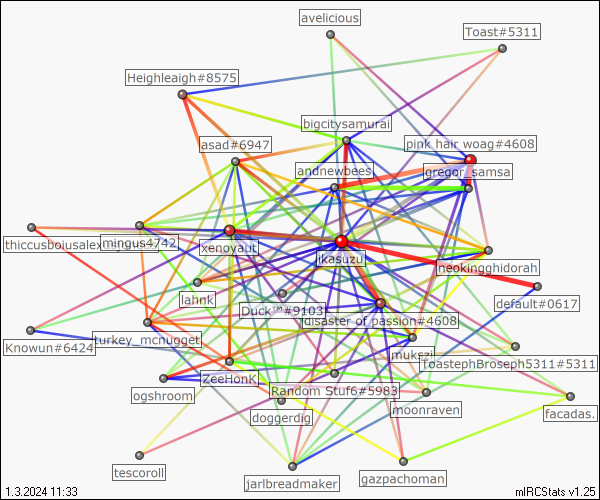 avelicious
Toast#5311
Heighleaigh#8575
bigcitysamurai
asad#6947
pink hair woag#4608
andnewbees
gregor_samsa
thiccusboiusalex
mingus4742
xenoyaut
ikasuzu
neokingghidorah
lahnk
Duck™#9103
default#0617
disaster of passion#4608
turkey_mcnugget
Knowun#6424
mukszi
ToastephBroseph5311#5311
ZeeHonK
Random Stuf6#5983
ogshroom
doggerdig
moonraven
facadas.
tescoroll
jarlbreadmaker
gazpachoman
1.3.2024 11:33
mIRCStats v1.25